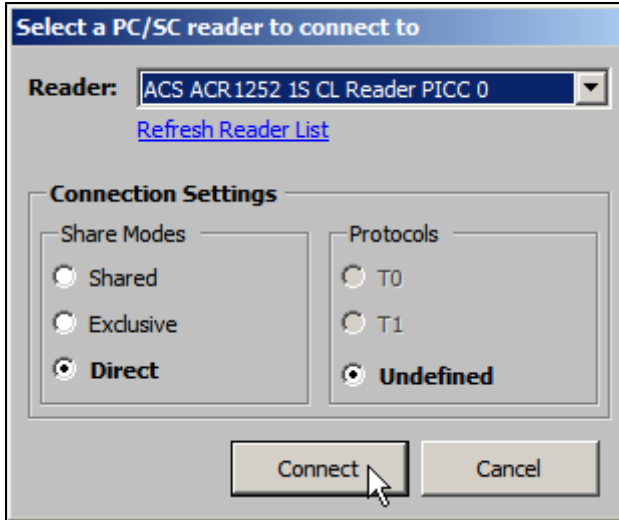 Select a PC/SC reader to connect to
Reader: ACS ACR1252 1S CL Reader PICC 0
Refresh Reader List
Connection Settings
Share Modes
Shared
Exclusive
Direct
Protocols
T0
T1
Undefined
Connect Cancel